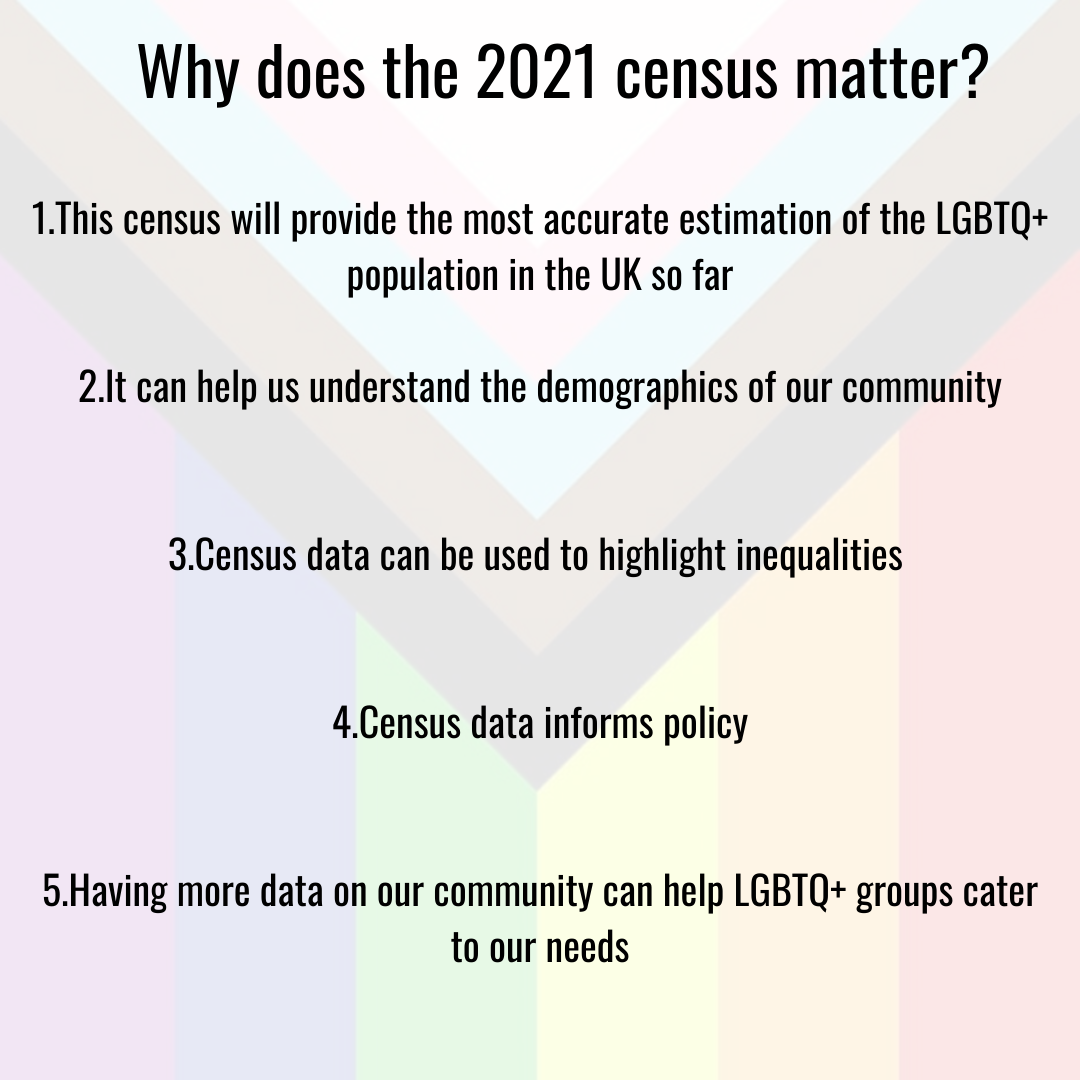 Why does the 2021 census matter?
1.This census will provide the most accurate estimation of the LGBTQ+
population in the UK so far
2.It can help us understand the demographics of our community
3.Census data can be used to highlight inequalities
4.Census data informs policy
5.Having more data on our community can help LGBTQ+ groups cater
to our needs